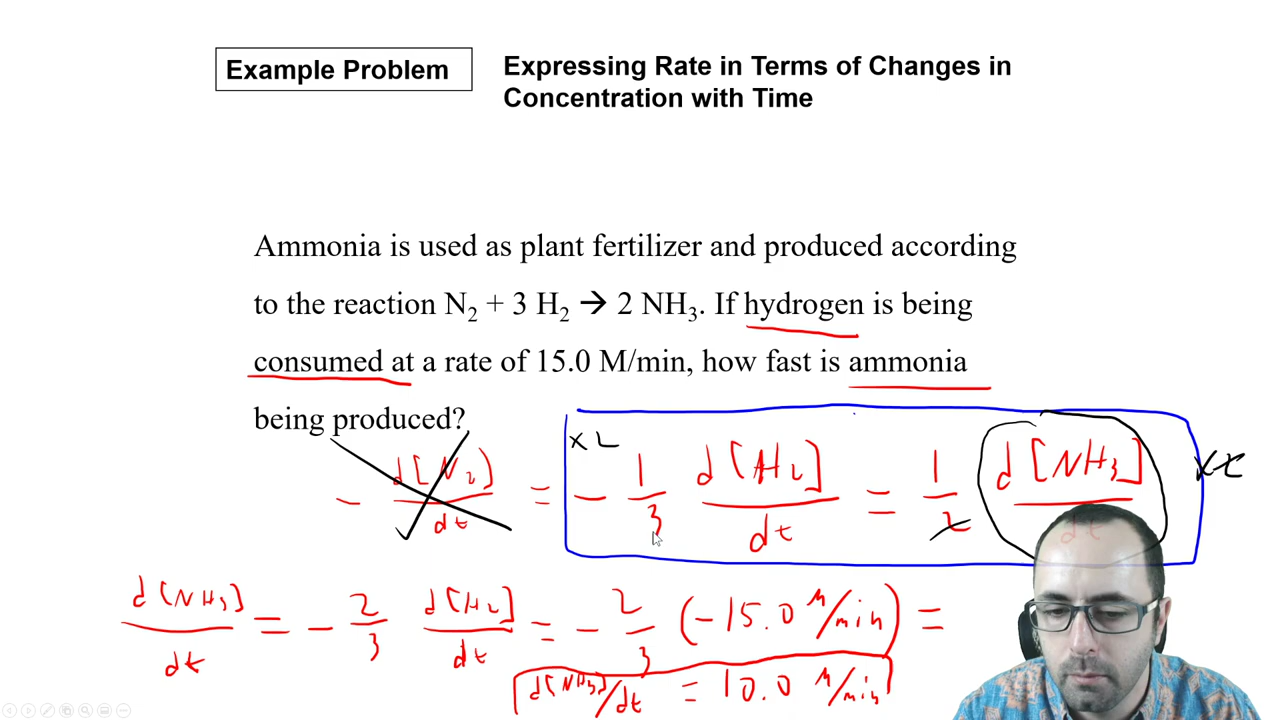 Example Problem
Expressing Rate in Terms of Changes in
Concentration with Time
Ammonia is used as plant fertilizer and produced according
to the reaction N₂ + 3 H₂ → 2 NH₃. If hydrogen is being
consumed at a rate of 15.0 M/min, how fast is ammonia
being produced?
x2
x2
- d[N₂]/dt = - 1/3 d[H₂]/dt = 1/2 d[NH₃]/dt
d[NH₃]/dt = - 2/3 d[H₂]/dt = - 2/3 (-15.0 M/min) =
d[NH₃]/dt = 10.0 M/min